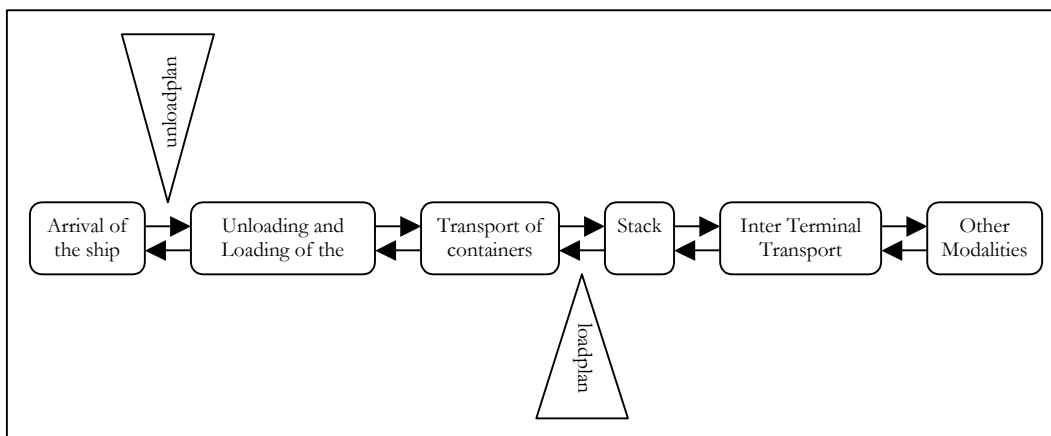 unloadplan
Arrival of
the ship
Unloading and
Loading of the
Transport of
containers
Stack
Inter Terminal
Transport
Other
Modalities
loadplan